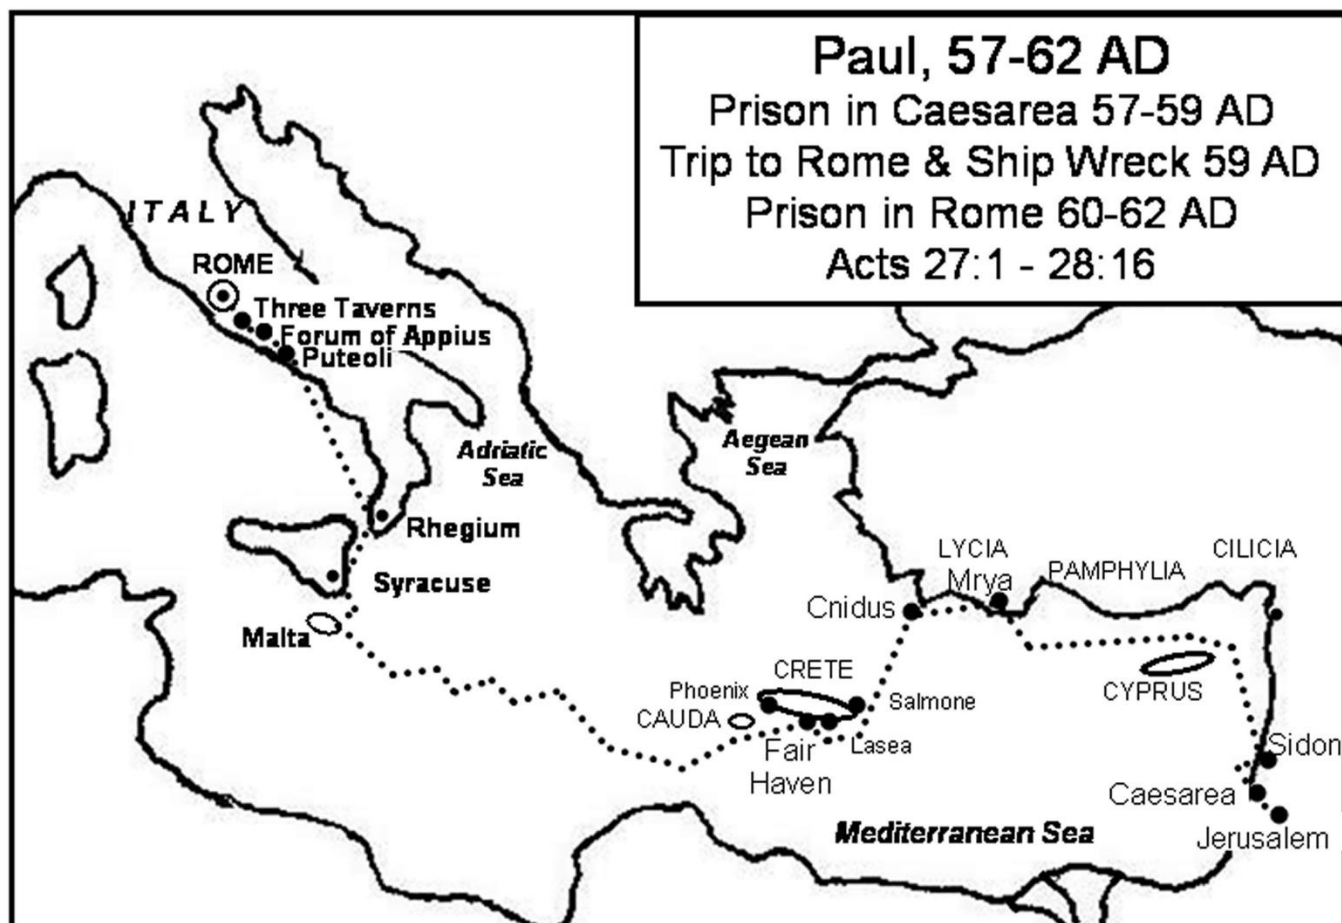 Paul, 57-62 AD
Prison in Caesarea 57-59 AD
Trip to Rome & Ship Wreck 59 AD
Prison in Rome 60-62 AD
Acts 27:1 - 28:16
ITALY
ROME
Three Taverns
Forum of Appius
Puteoli
Adriatic
Sea
Aegean
Sea
Rhegium
Syracuse
Malta
LYCIA
Mrya
PAMPHYLIA
CILICIA
Cnidus
CRETE
Phoenix
CAUDA
Salmone
Fair
Haven
Lasea
CYPRUS
Sidon
Caesarea
Jerusalem
Mediterranean Sea